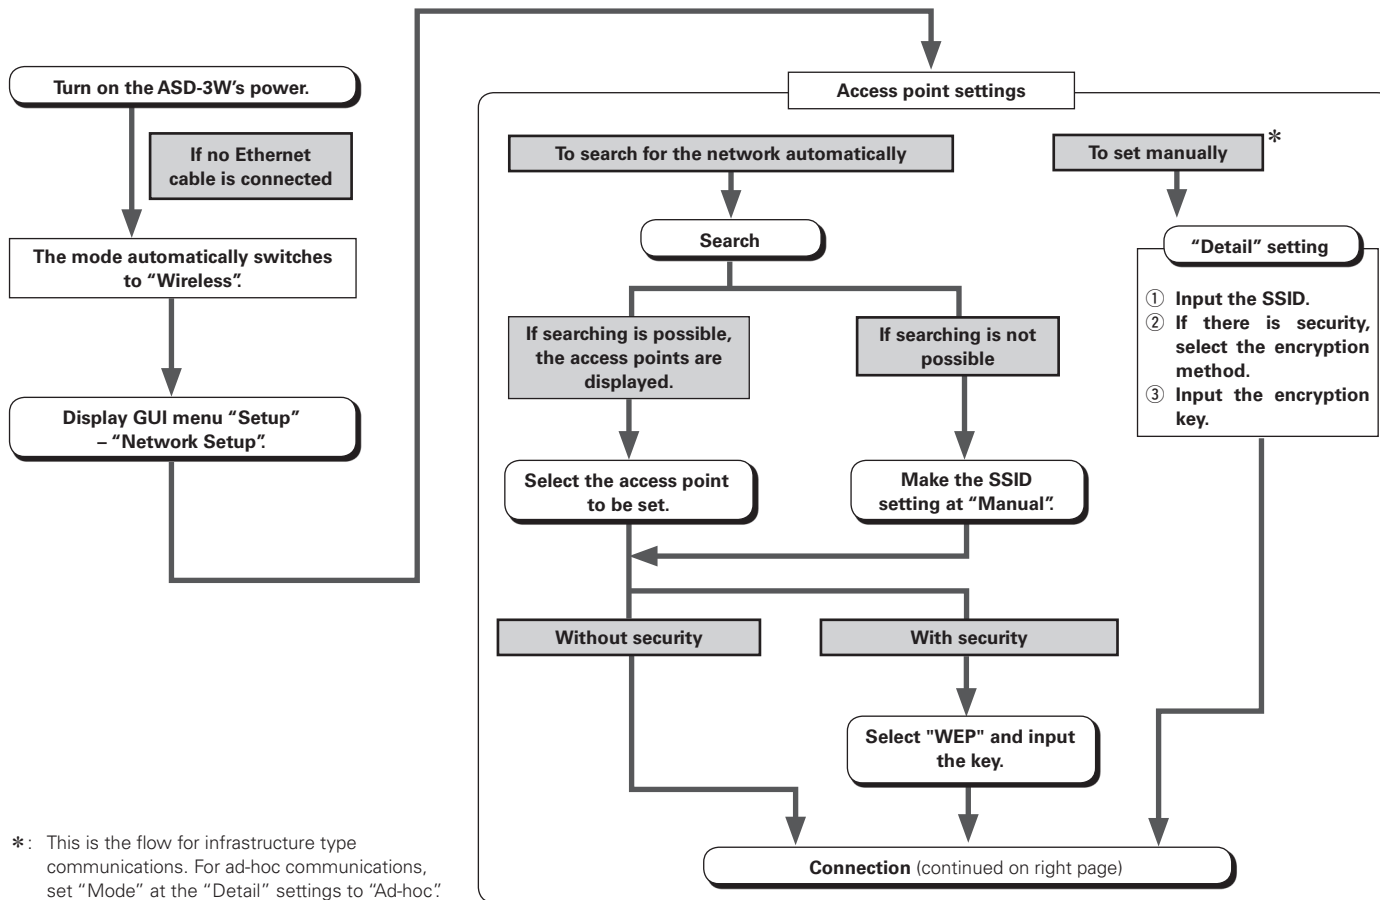 Turn on the ASD-3W's power.
If no Ethernet
cable is connected
The mode automatically switches
to “Wireless”.
Display GUI menu “Setup”
– “Network Setup”.
Access point settings
To search for the network automatically
Search
If searching is possible,
the access points are
displayed.
If searching is not
possible
Select the access point
to be set.
Make the SSID
setting at “Manual”.
Without security
With security
Select "WEP" and input
the key.
To set manually
*
“Detail” setting
① Input the SSID.
② If there is security,
select the encryption
method.
③ Input the encryption
key.
Connection (continued on right page)
*: This is the flow for infrastructure type
communications. For ad-hoc communications,
set “Mode” at the “Detail” settings to “Ad-hoc”.